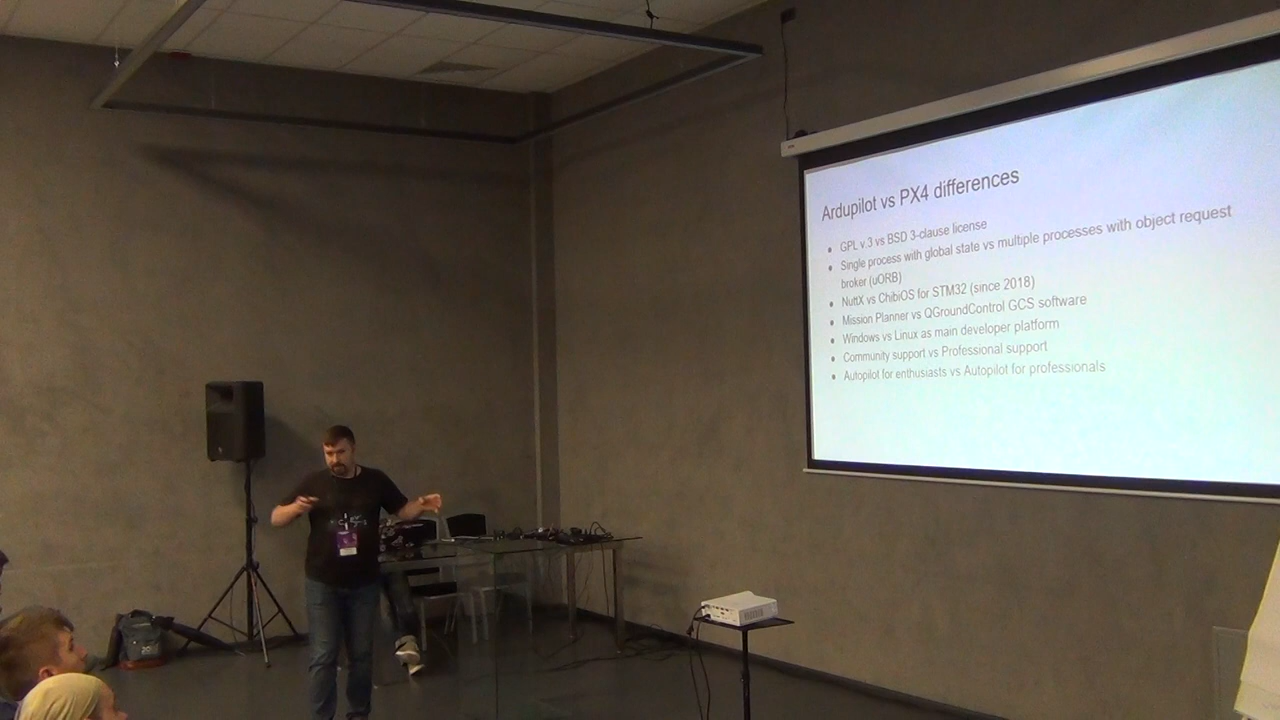 Ardupilot vs PX4 differences
GPL v.3 vs BSD 3-clause license
Single process with global state vs multiple processes with object request
broker (uORB)
NuttX vs ChibiOS for STM32 (since 2018)
Mission Planner vs QGroundControl GCS software
Windows vs Linux as main developer platform
Community support vs Professional support
Autopilot for enthusiasts vs Autopilot for professionals